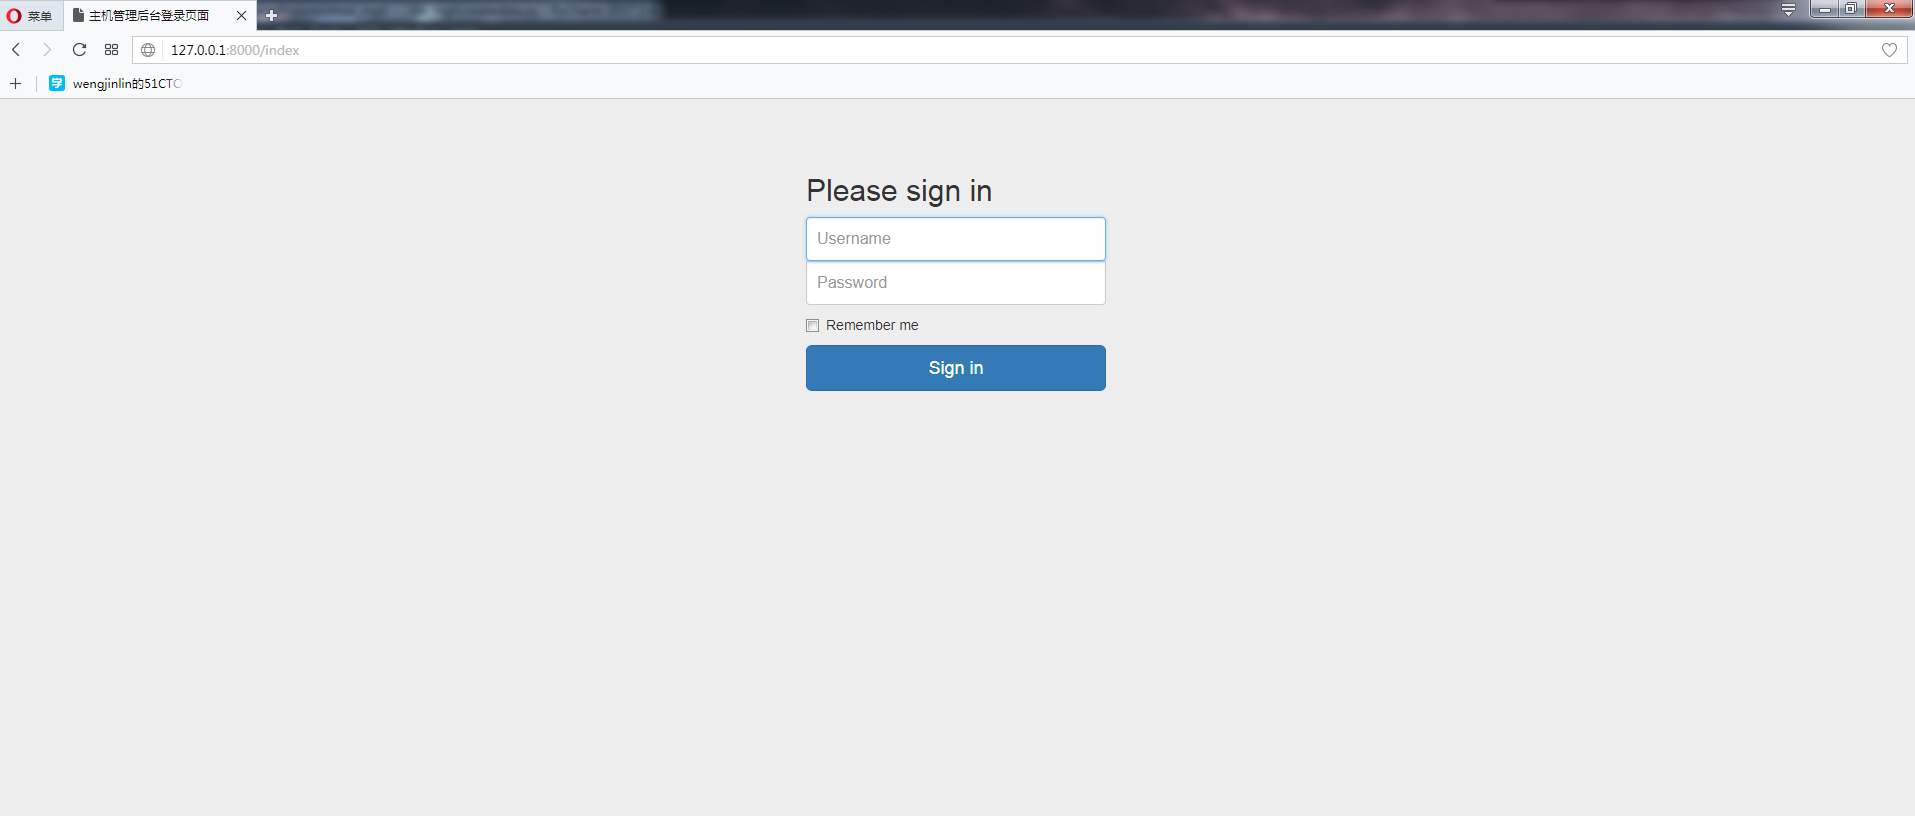 菜单
主机管理后台登录页面
127.0.0.1:8000/index
wengjinlin的51CTO
Please sign in
Username
Password
Remember me
Sign in